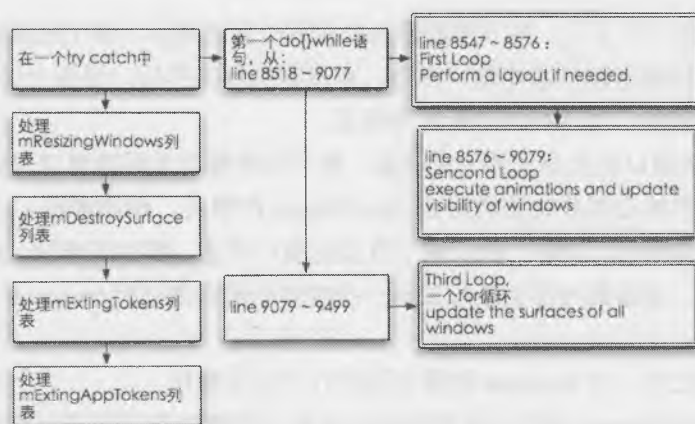 在一个try catch中
第一个do{}while语
句，从：
line 8518 ~ 9077
line 8547 ~ 8576：
First Loop
Perform a layout if needed.
处理
mResizingWindows列
表
line 8576 ~ 9079：
Sencond Loop
execute animations and update
visibility of windows
处理mDestroySurface
列表
处理mExtingTokens列
表
line 9079 ~ 9499
Third Loop,
一个for循环
update the surfaces of all
windows
处理
mExtingAppTokens列
表